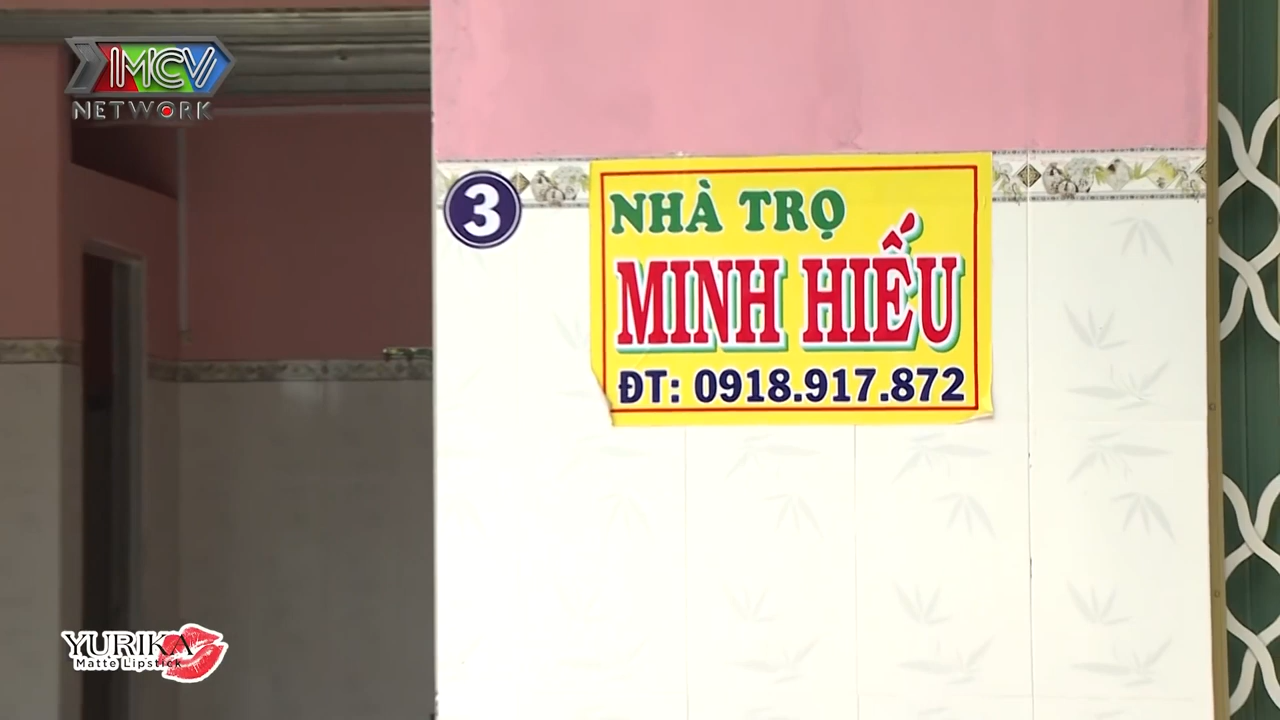 MCV
NETWORK
3
NHÀ TRỌ
MINH HIẾU
ĐT: 0918.917.872
YURIKA
Matte Lipstick